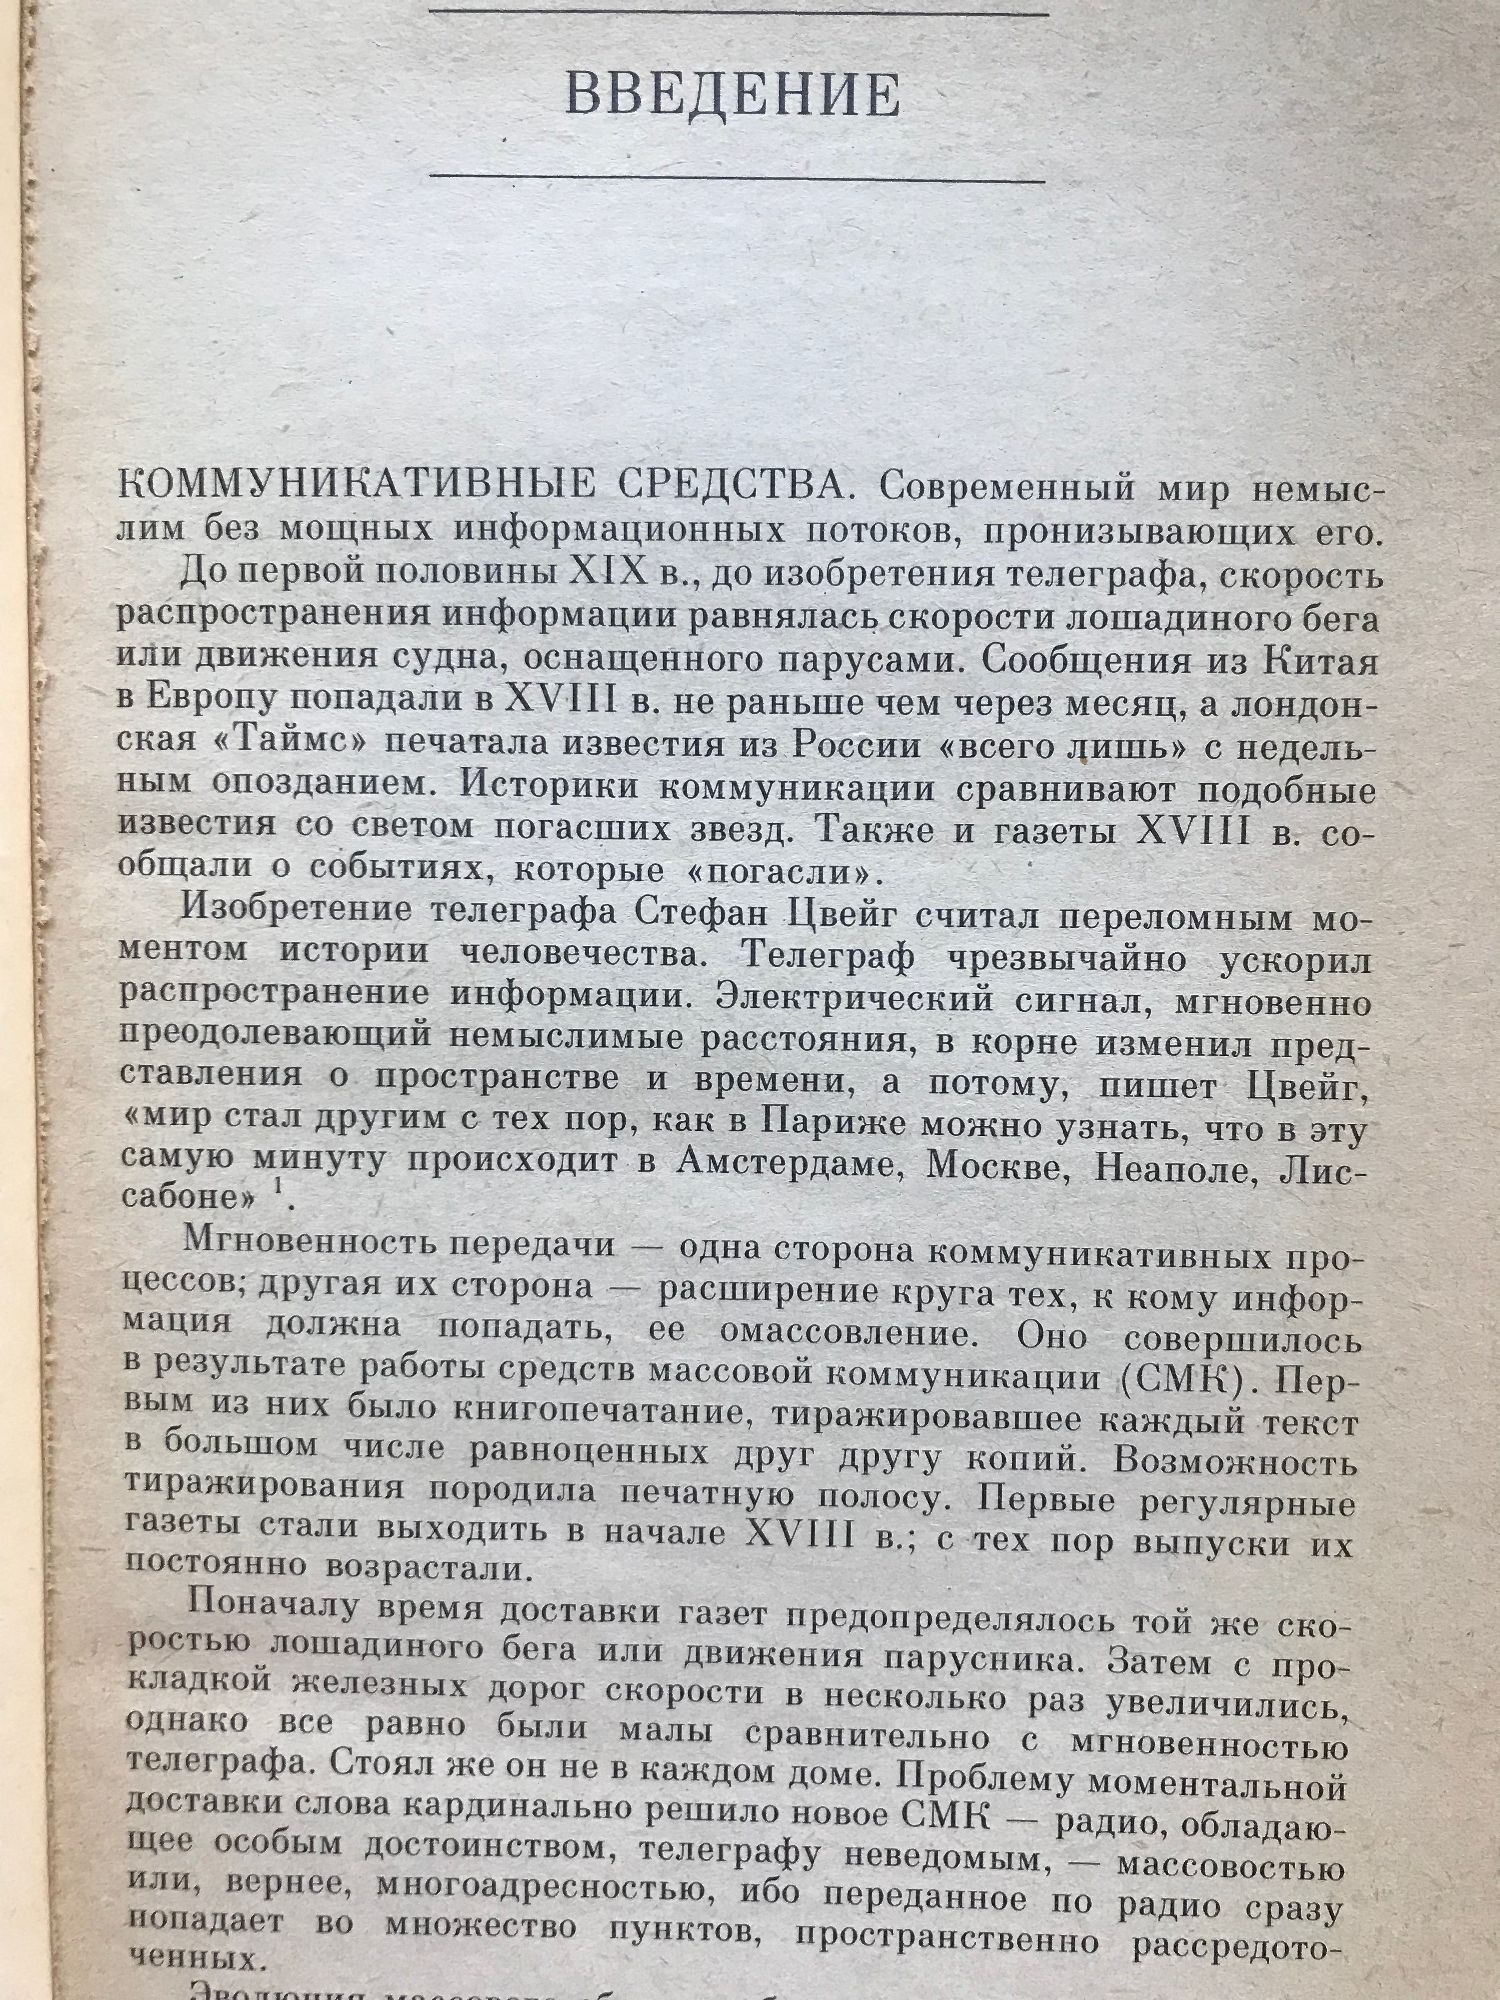 ВВЕДЕНИЕ
КОММУНИКАТИВНЫЕ СРЕДСТВА. Современный мир немыс-
лим без мощных информационных потоков, пронизывающих его.
До первой половины XIX в., до изобретения телеграфа, скорость
распространения информации равнялась скорости лошадиного бега
или движения судна, оснащенного парусами. Сообщения из Китая
в Европу попадали в XVIII в. не раньше чем через месяц, а лондон-
ская «Таймс» печатала известия из России «всего лишь» с недель-
ным опозданием. Историки коммуникации сравнивают подобные
известия со светом погасших звезд. Также и газеты XVIII в. со-
общали о событиях, которые «погасли».
Изобретение телеграфа Стефан Цвейг считал переломным мо-
ментом истории человечества. Телеграф чрезвычайно ускорил
распространение информации. Электрический сигнал, мгновенно
преодолевающий немыслимые расстояния, в корне изменил пред-
ставления о пространстве и времени, а потому, пишет Цвейг,
«мир стал другим с тех пор, как в Париже можно узнать, что в эту
самую минуту происходит в Амстердаме, Москве, Неаполе, Лис-
сабоне» 1.
Мгновенность передачи — одна сторона коммуникативных про-
цессов; другая их сторона — расширение круга тех, к кому инфор-
мация должна попадать, ее омассовление. Оно совершилось
в результате работы средств массовой коммуникации (СМК). Пер-
вым из них было книгопечатание, тиражировавшее каждый текст
в большом числе равноценных друг другу копий. Возможность
тиражирования породила печатную полосу. Первые регулярные
газеты стали выходить в начале XVIII в.; с тех пор выпуски их
постоянно возрастали.
Поначалу время доставки газет предопределялось той же ско-
ростью лошадиного бега или движения парусника. Затем с про-
кладкой железных дорог скорости в несколько раз увеличились,
однако все равно были малы сравнительно с мгновенностью
телеграфа. Стоял же он не в каждом доме. Проблему моментальной
доставки слова кардинально решило новое СМК — радио, обладаю-
щее особым достоинством, телеграфу неведомым, — массовостью
или, вернее, многоадресностью, ибо переданное по радио сразу
попадает во множество пунктов, пространственно рассредото-
ченных.
Эволюция